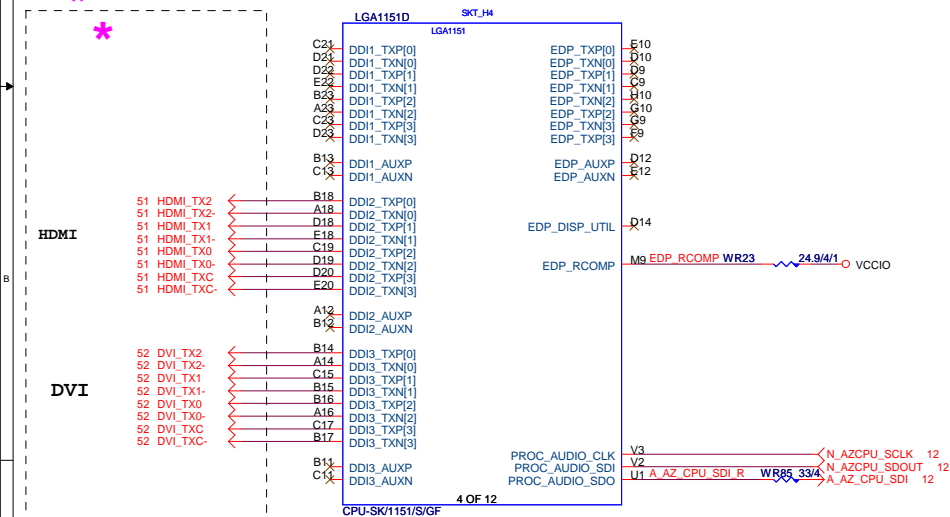 *
LGA1151D SKT_H4
LGA1151
C21 DDI1_TXP[0] EDP_TXP[0] E10
D21 DDI1_TXN[0] EDP_TXN[0] D10
D22 DDI1_TXP[1] EDP_TXP[1] D9
E22 DDI1_TXN[1] EDP_TXN[1] C9
B23 DDI1_TXP[2] EDP_TXN[2] H10
A23 DDI1_TXN[2] EDP_TXP[2] G10
C23 DDI1_TXP[3] EDP_TXN[3] G9
D23 DDI1_TXN[3] EDP_TXP[3] F9
B13 DDI1_AUXP EDP_AUXP D12
C13 DDI1_AUXN EDP_AUXN E12
51 HDMI_TX2 B18 DDI2_TXP[0]
51 HDMI_TX2- A18 DDI2_TXN[0]
51 HDMI_TX1 D18 DDI2_TXP[1] EDP_DISP_UTIL D14
HDMI 51 HDMI_TX1- E18 DDI2_TXN[1]
51 HDMI_TX0 C19 DDI2_TXP[2]
51 HDMI_TX0- D19 DDI2_TXN[2] EDP_RCOMP M9 EDP_RCOMP WR23 24.9/4/1 VCCIO
51 HDMI_TXC D20 DDI2_TXP[3]
B
51 HDMI_TXC- E20 DDI2_TXN[3]
A12 DDI2_AUXP
B12 DDI2_AUXN
52 DVI_TX2 B14 DDI3_TXP[0]
52 DVI_TX2- A14 DDI3_TXN[0]
52 DVI_TX1 C15 DDI3_TXP[1]
DVI 52 DVI_TX1- B15 DDI3_TXN[1]
52 DVI_TX0 B16 DDI3_TXP[2]
52 DVI_TX0- A16 DDI3_TXN[2]
52 DVI_TXC C17 DDI3_TXP[3]
52 DVI_TXC- B17 DDI3_TXN[3]
PROC_AUDIO_CLK V3 N_AZCPU_SCLK 12
B11 DDI3_AUXP PROC_AUDIO_SDI V2 N_AZCPU_SDOUT 12
C11 DDI3_AUXN PROC_AUDIO_SDO U1 A_AZ_CPU_SDI_R WR85 33/4 A_AZ_CPU_SDI 12
4 OF 12
CPU-SK/1151/S/GF